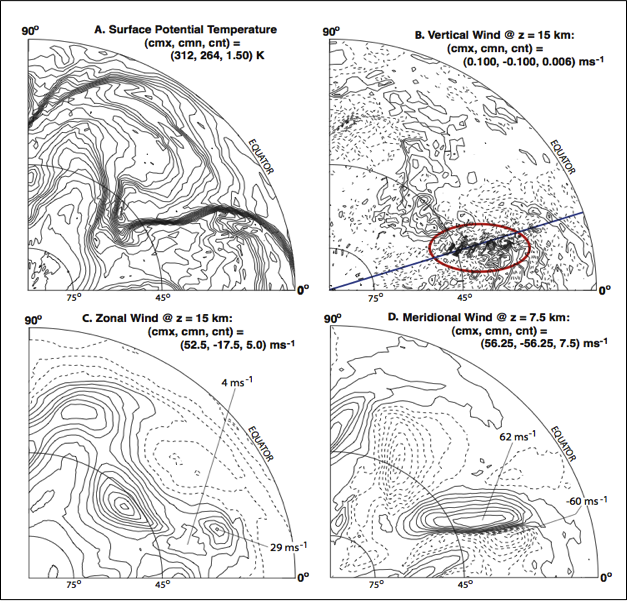 A. Surface Potential Temperature
(cmx, cmn, cnt) =
(312, 264, 1.50) K
90°
EQUATOR
0°
75°
45°
B. Vertical Wind @ z = 15 km:
(cmx, cmn, cnt) =
(0.100, -0.100, 0.006) ms-1
90°
EQUATOR
0°
75°
45°
C. Zonal Wind @ z = 15 km:
(cmx, cmn, cnt) =
(52.5, -17.5, 5.0) ms-1
90°
4 ms-1
EQUATOR
29 ms-1
0°
75°
45°
D. Meridional Wind @ z = 7.5 km:
(cmx, cmn, cnt) =
(56.25, -56.25, 7.5) ms-1
90°
62 ms-1
EQUATOR
-60 ms-1
0°
75°
45°